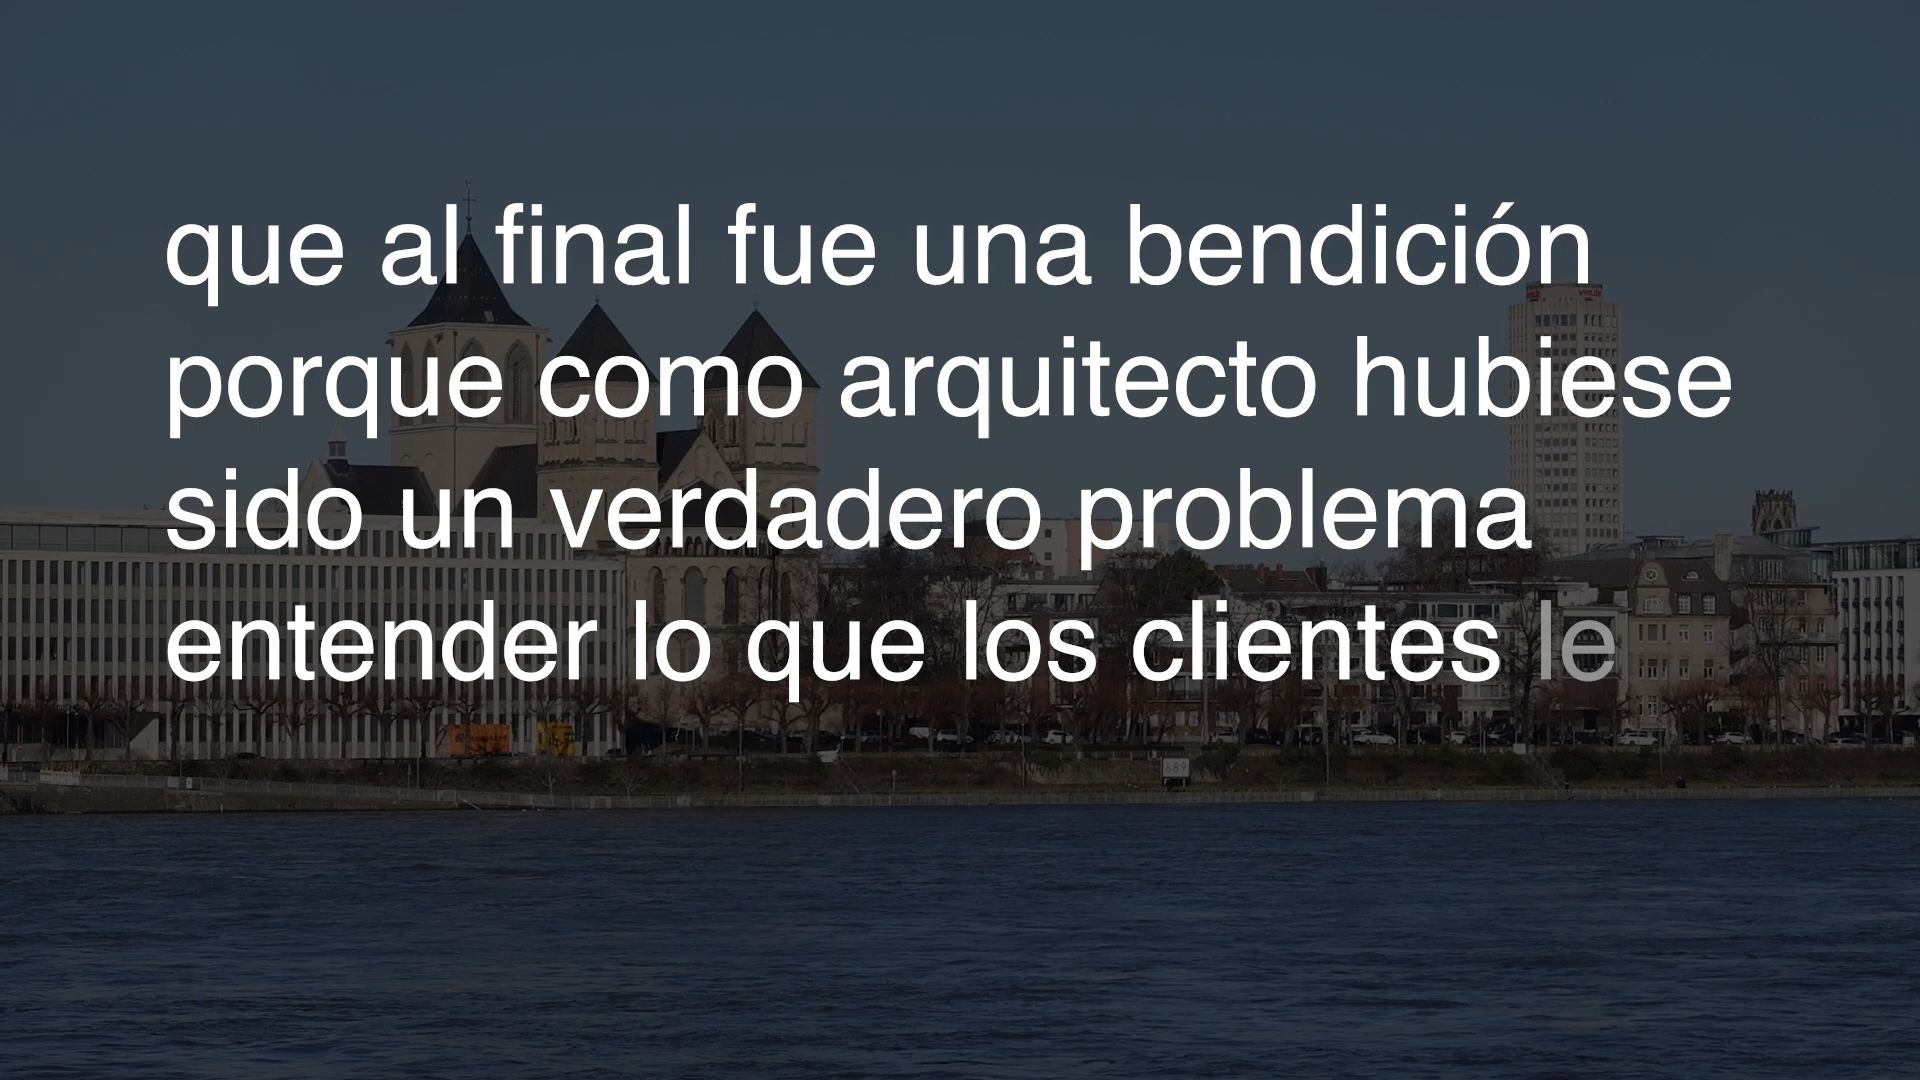 que al final fue una bendición
porque como arquitecto hubiese
sido un verdadero problema
entender lo que los clientes le
689